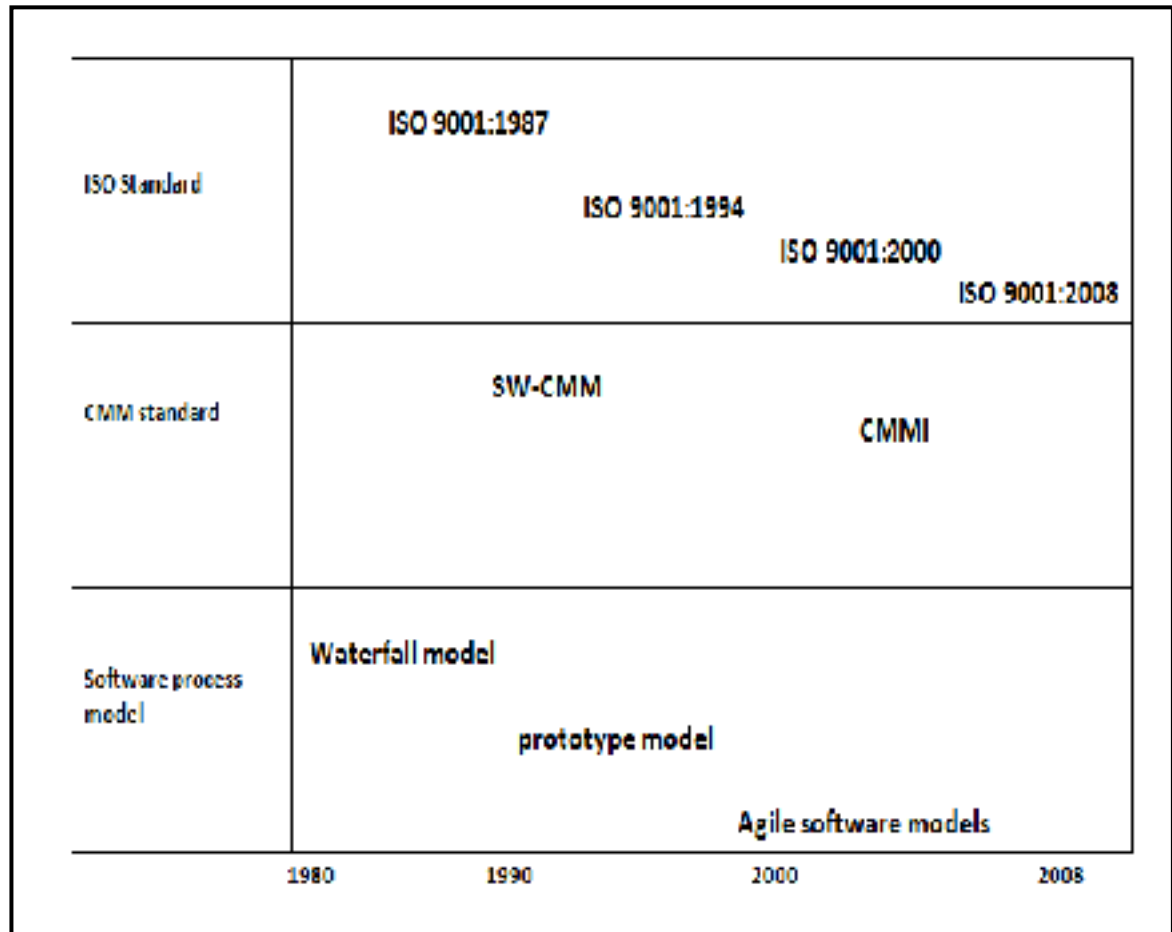 ISO Standard
ISO 9001:1987
ISO 9001:1994
ISO 9001:2000
ISO 9001:2008
CMM standard
SW-CMM
CMMI
Software process
model
Waterfall model
prototype model
Agile software models
1980 1990 2000 2008